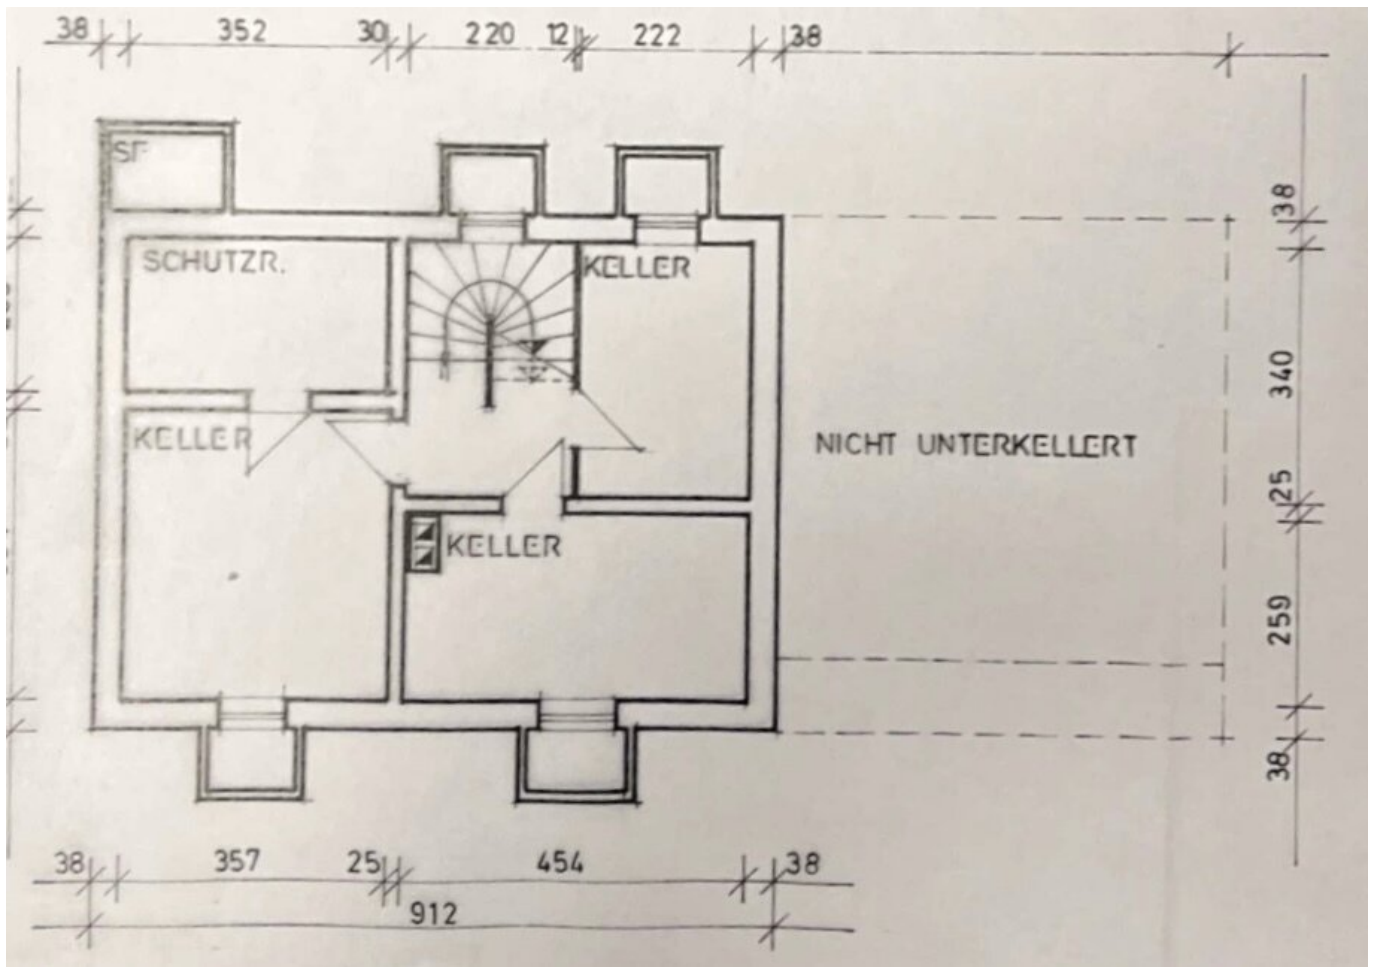 38 352 30 220 12 222 38
SF
38
SCHUTZR.
KELLER
340
KELLER
NICHT UNTERKELLERT
25
KELLER
259
38
38 357 25 454 38
912